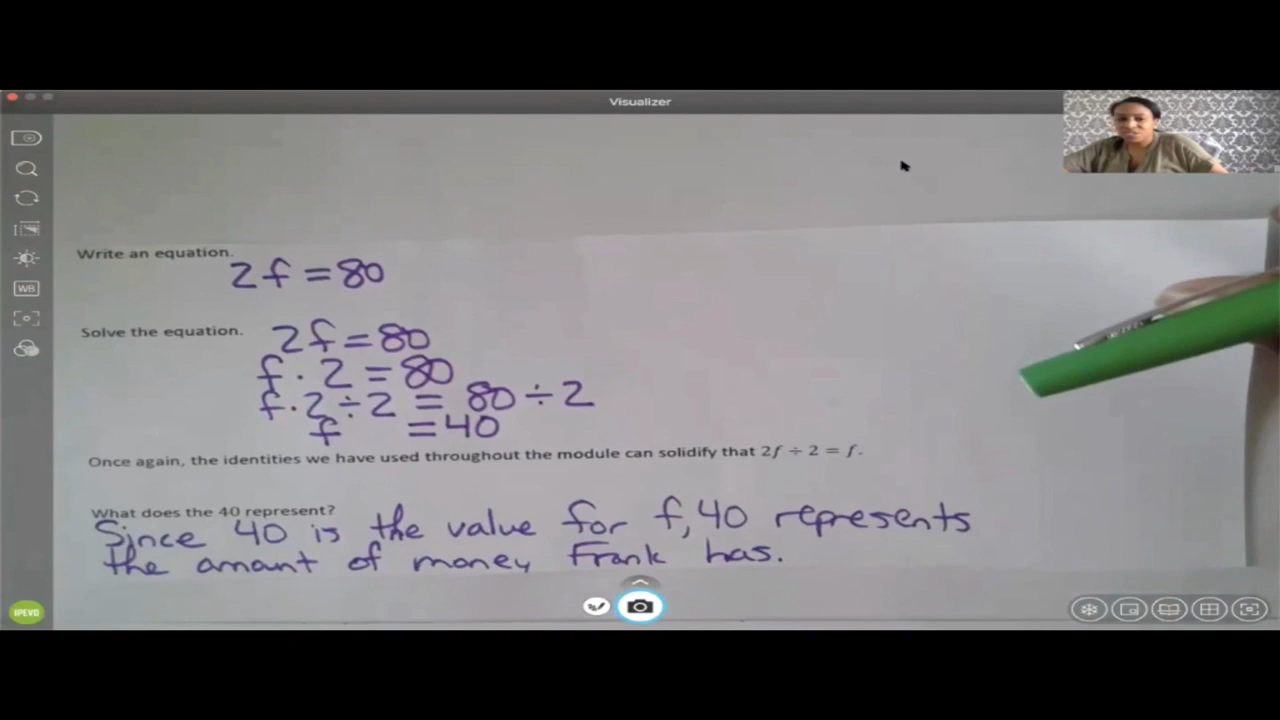 Visualizer
Write an equation.
2f = 80
Solve the equation.
2f = 80
f · 2 = 80
f · 2 ÷ 2 = 80 ÷ 2
f = 40
Once again, the identities we have used throughout the module can solidify that 2f ÷ 2 = f.
What does the 40 represent?
Since 40 is the value for f, 40 represents
the amount of money Frank has.
WB
IPEVO